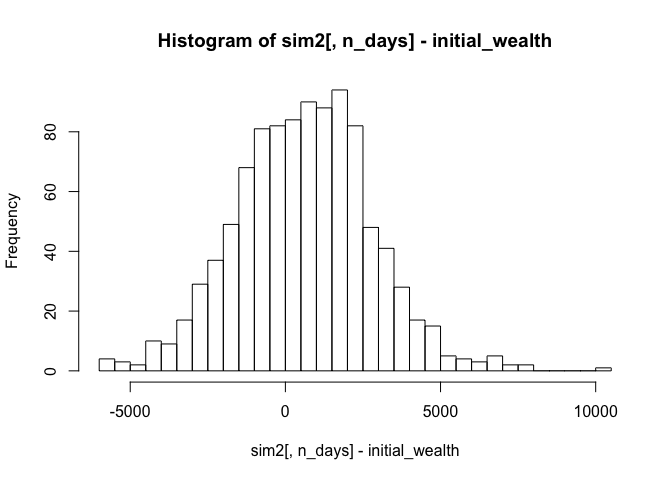 Histogram of sim2[, n_days] - initial_wealth
Frequency
80
60
40
20
0
-5000 0 5000 10000
sim2[, n_days] - initial_wealth